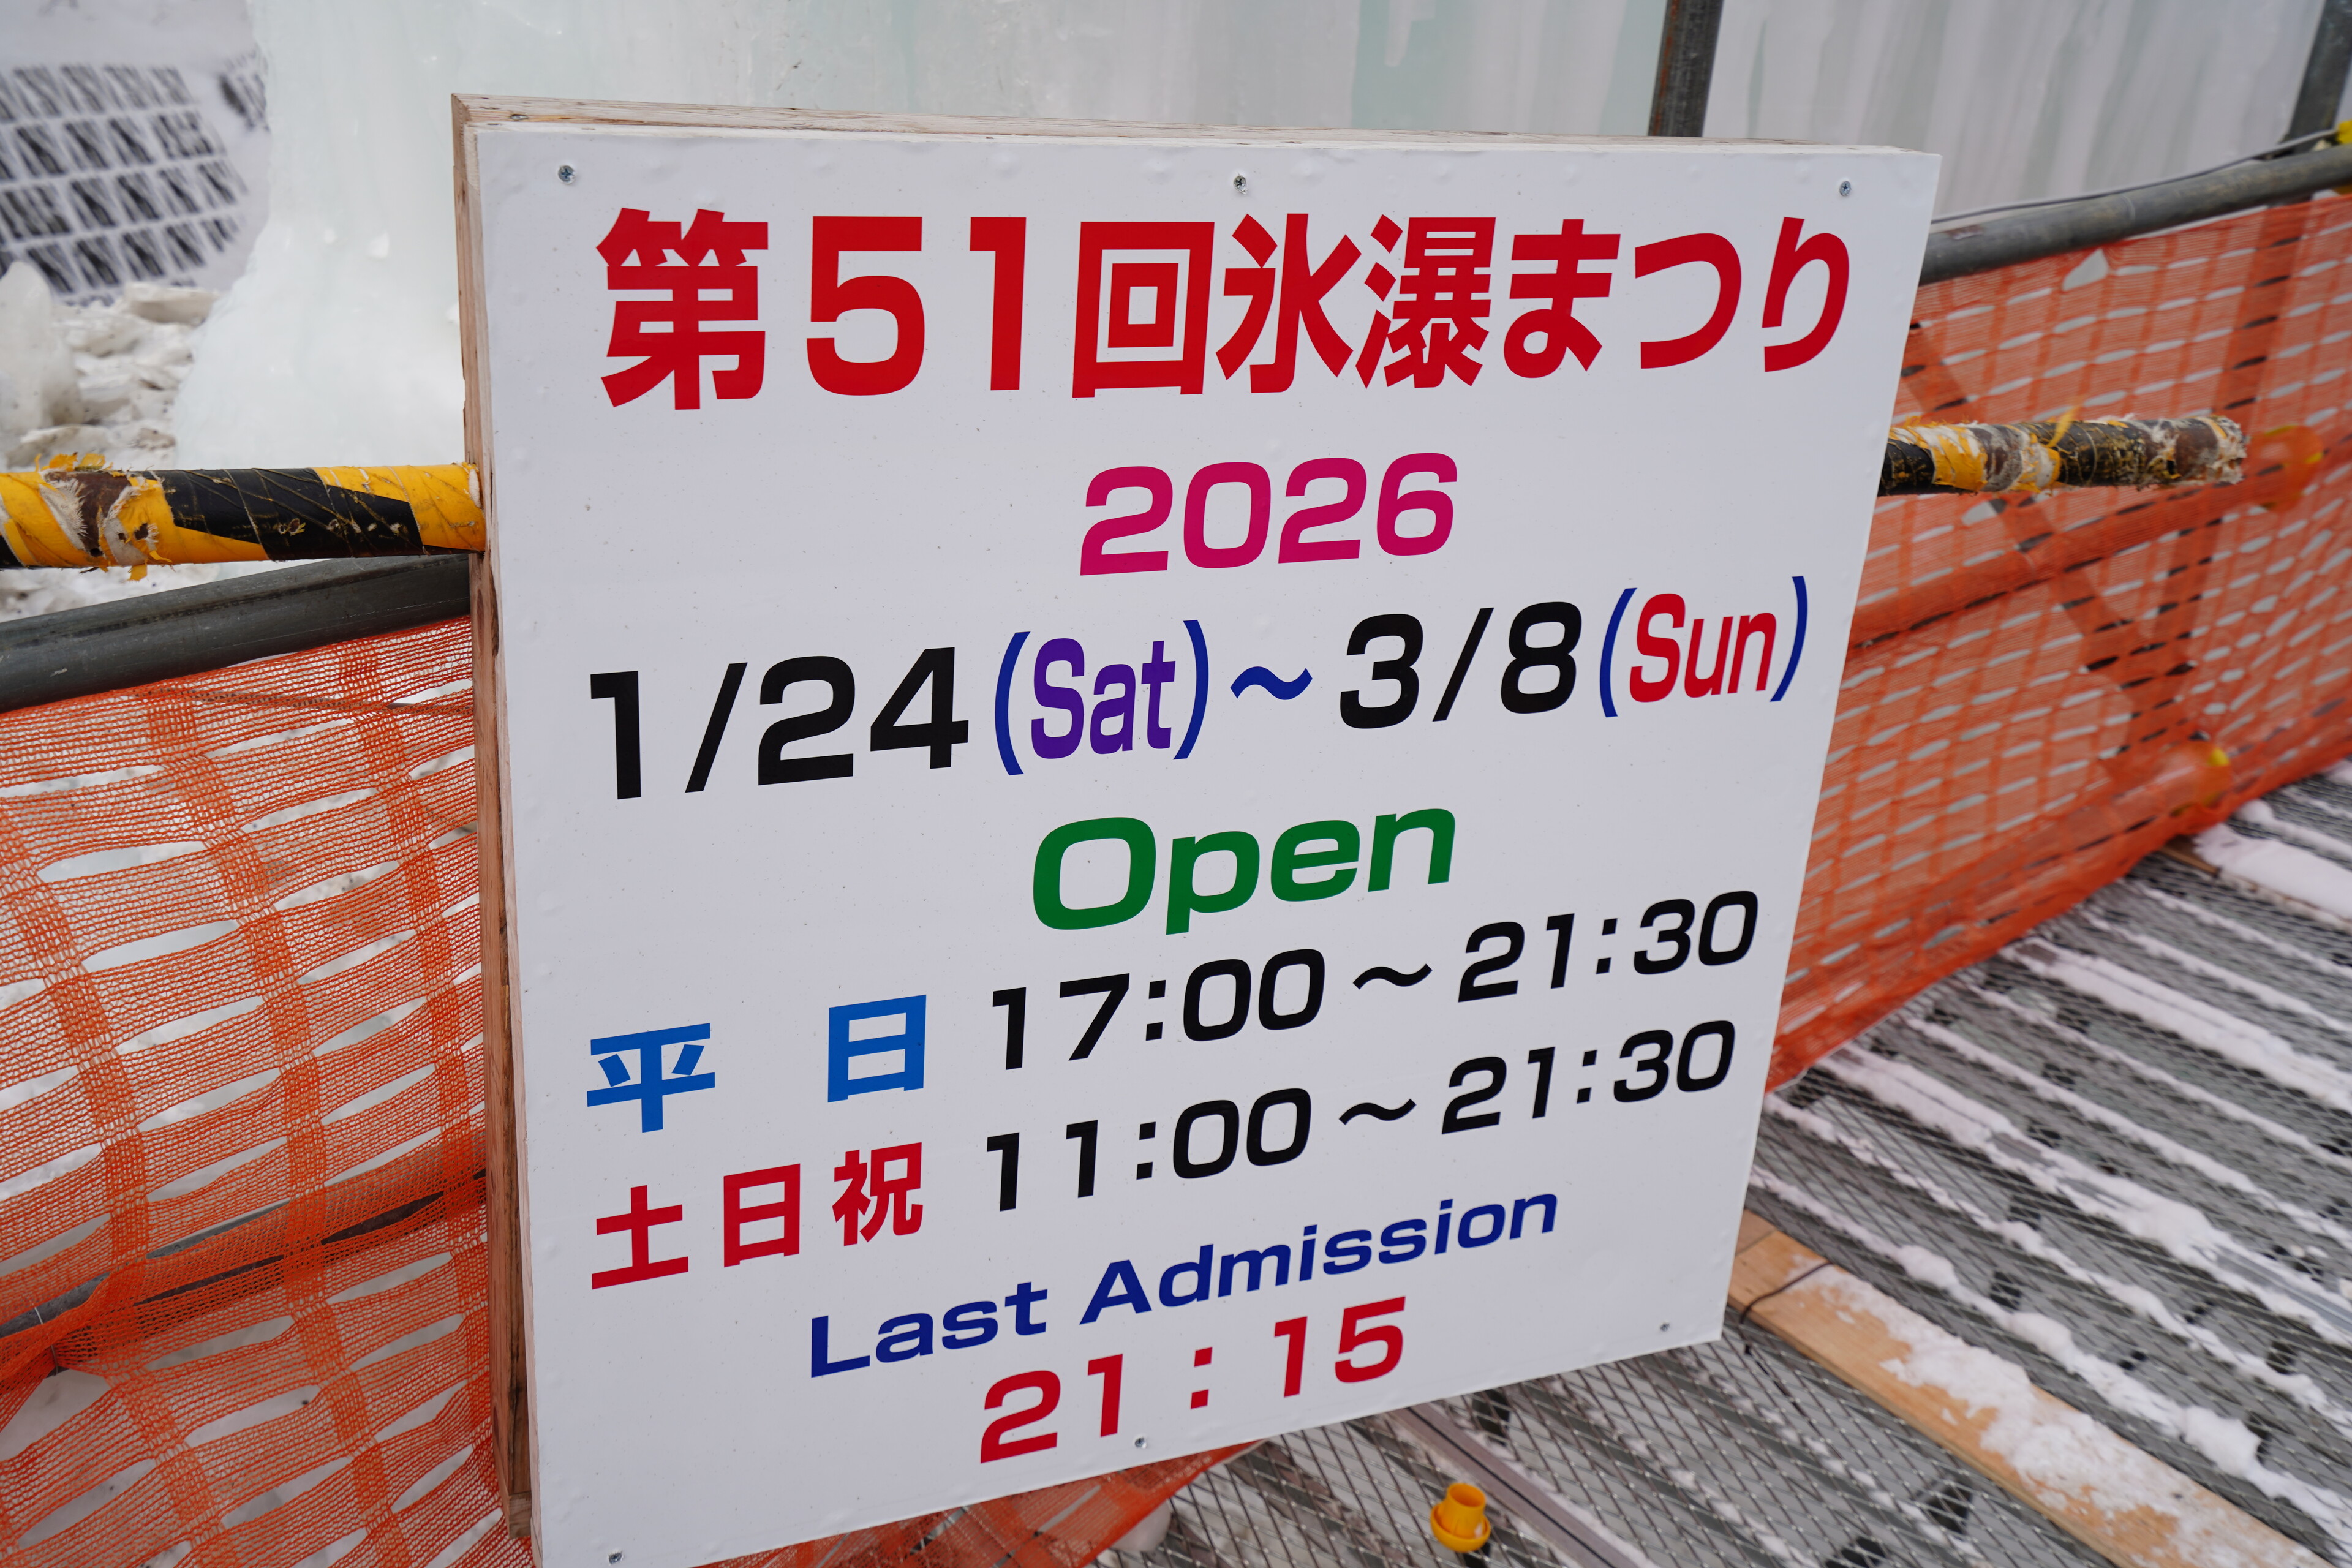 第51回氷瀑まつり
2026
1/24(Sat)～3/8(Sun)
Open
平日 17:00～21:30
土日祝 11:00～21:30
Last Admission
21:15